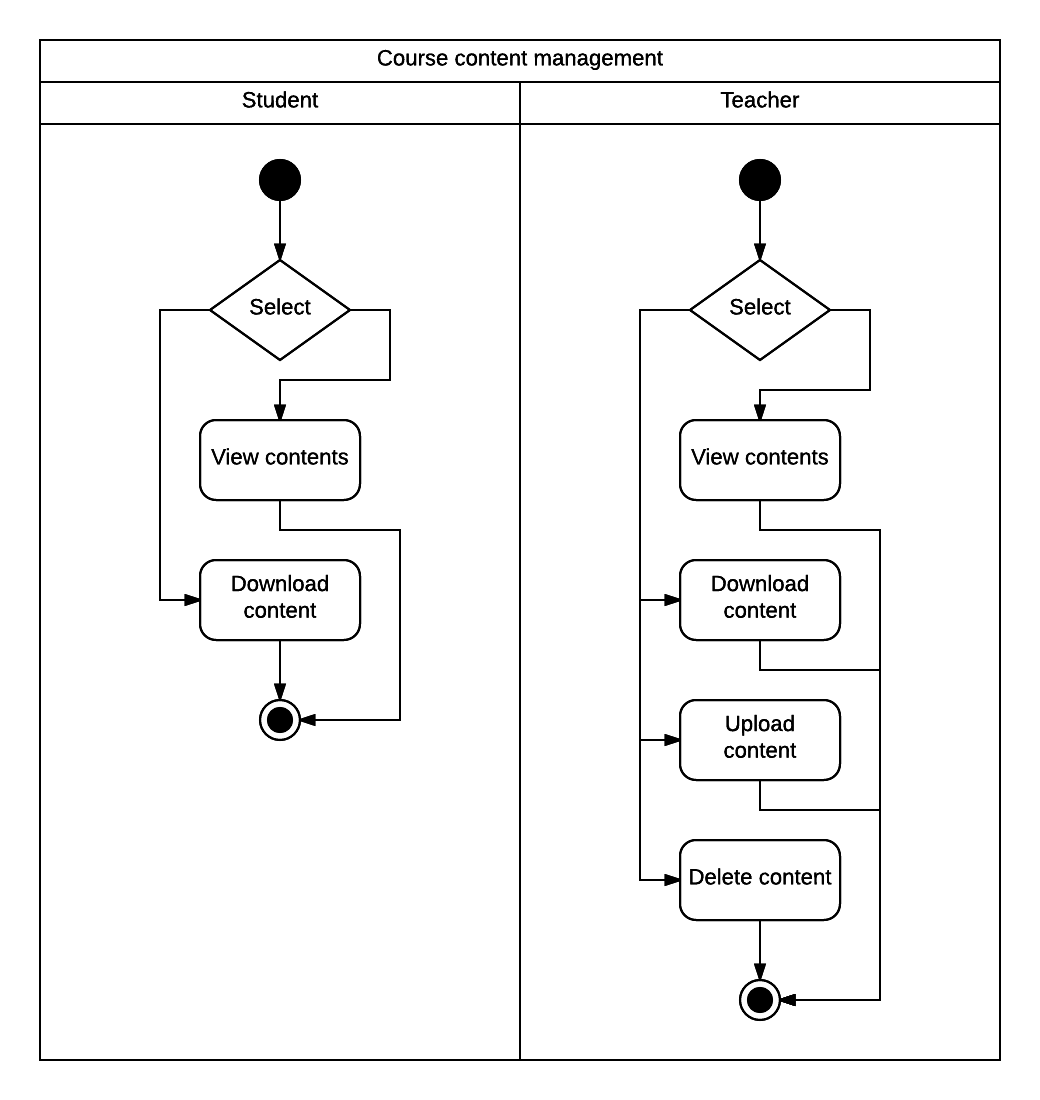 Course content management
Student
Teacher
Select
View contents
Download
content
Select
View contents
Download
content
Upload
content
Delete content